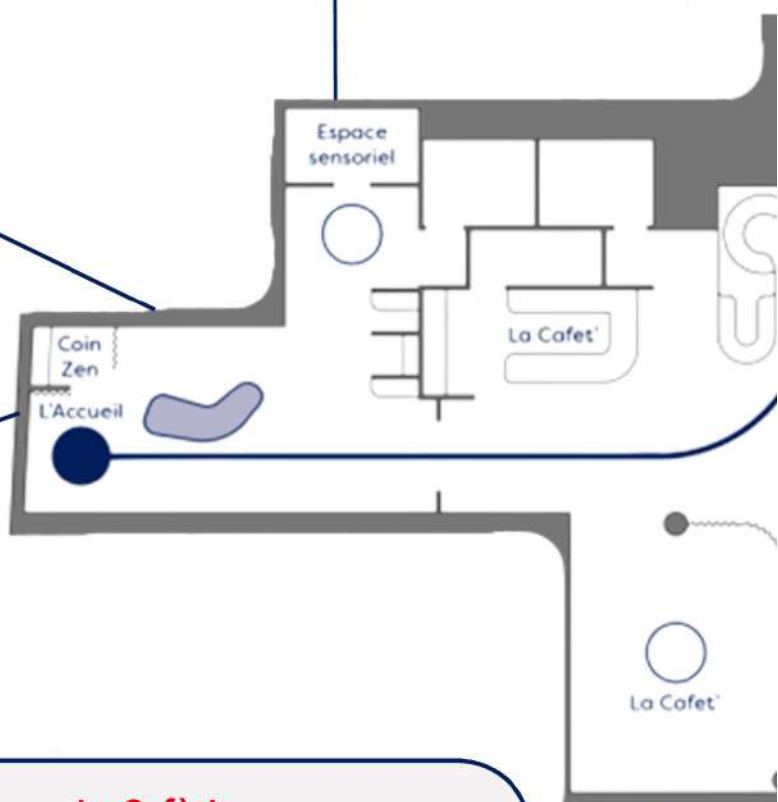 Espace
sensoriel
La Cafet'
Coin
Zen
L'Accueil
La Cafet'